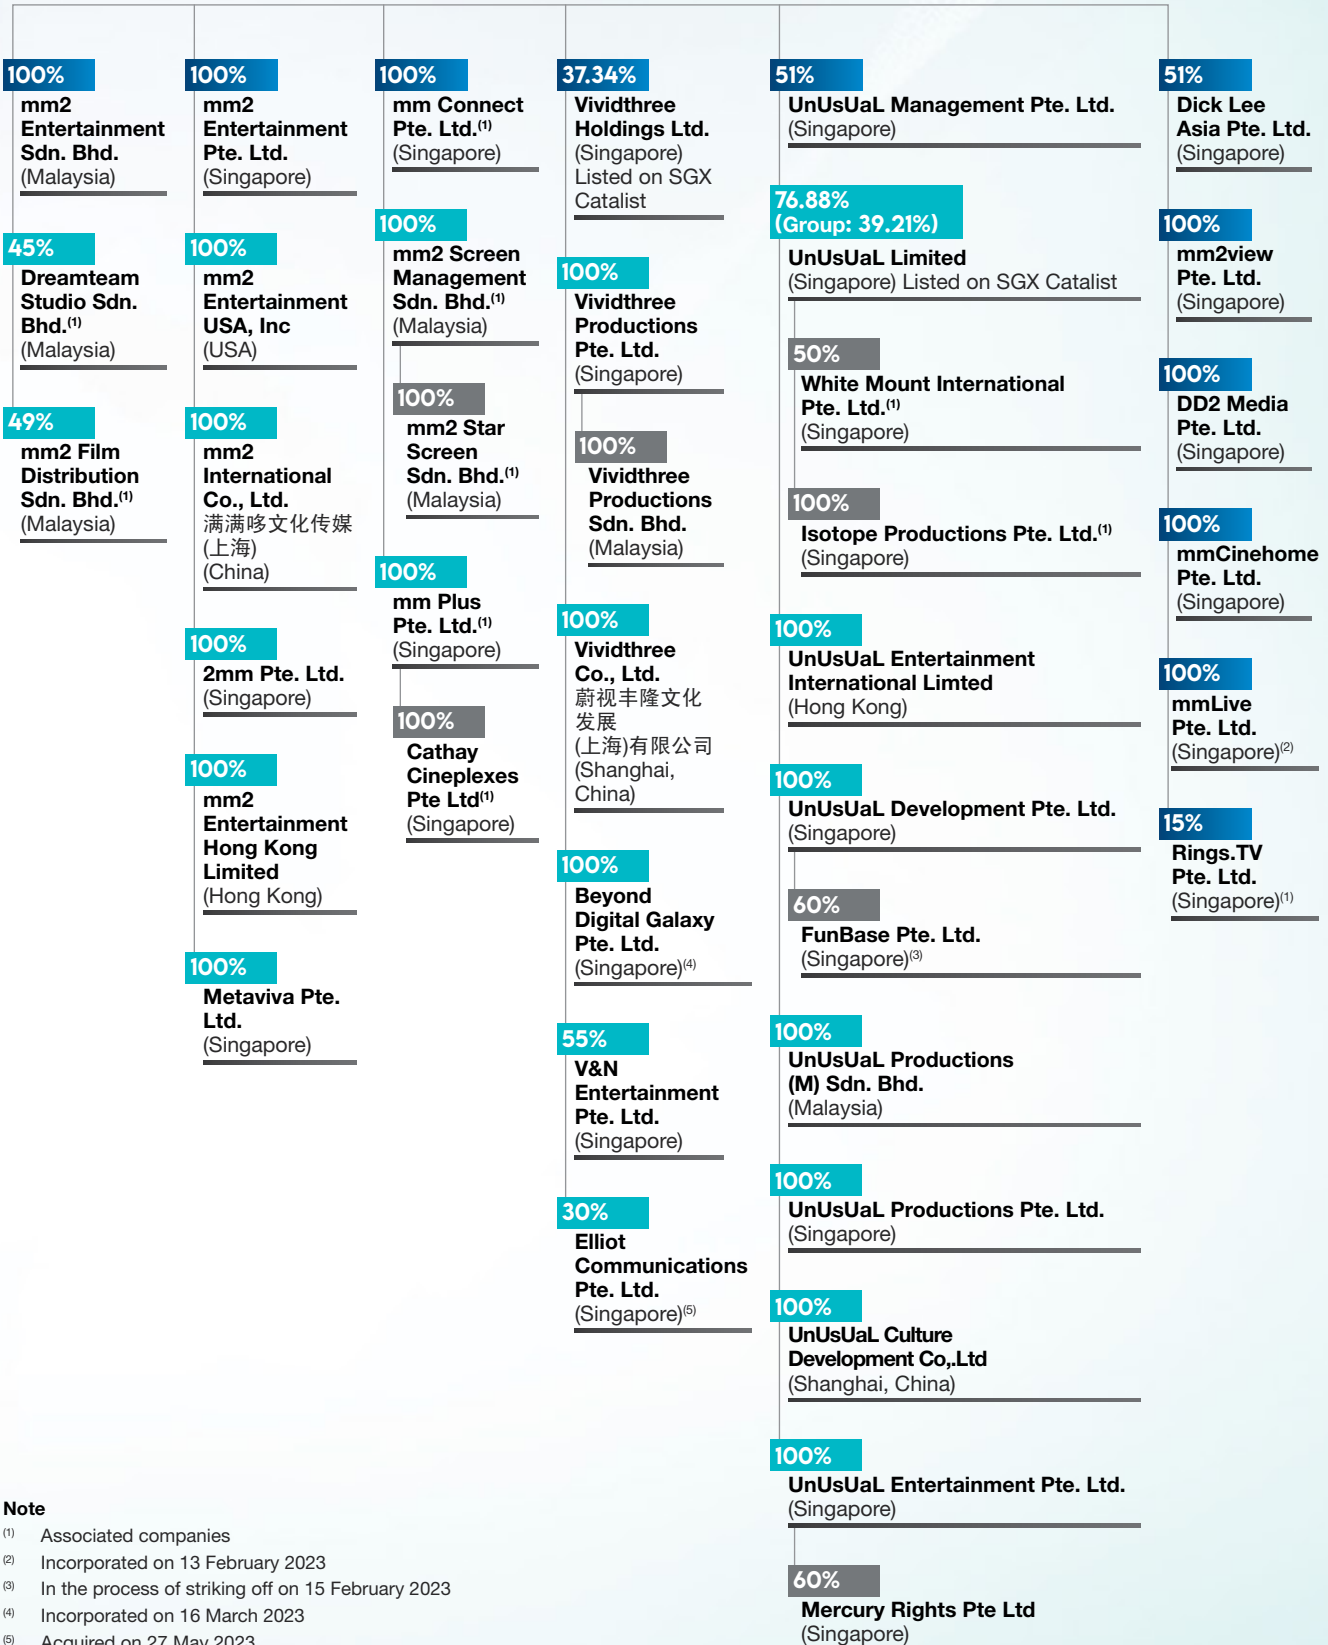 100%
mm2
Entertainment
Sdn. Bhd.
(Malaysia)
45%
Dreamteam
Studio Sdn.
Bhd.(1)
(Malaysia)
49%
mm2 Film
Distribution
Sdn. Bhd.(1)
(Malaysia)
100%
mm2
Entertainment
Pte. Ltd.
(Singapore)
100%
mm2
Entertainment
USA, Inc
(USA)
100%
mm2
International
Co., Ltd.
满满哆文化传媒
(上海)
(China)
100%
2mm Pte. Ltd.
(Singapore)
100%
mm2
Entertainment
Hong Kong
Limited
(Hong Kong)
100%
Metaviva Pte.
Ltd.
(Singapore)
100%
mm Connect
Pte. Ltd.(1)
(Singapore)
100%
mm2 Screen
Management
Sdn. Bhd.(1)
(Malaysia)
100%
mm2 Star
Screen
Sdn. Bhd.(1)
(Malaysia)
100%
mm Plus
Pte. Ltd.(1)
(Singapore)
100%
Cathay
Cineplexes
Pte Ltd(1)
(Singapore)
37.34%
Vividthree
Holdings Ltd.
(Singapore)
Listed on SGX
Catalist
100%
Vividthree
Productions
Pte. Ltd.
(Singapore)
100%
Vividthree
Productions
Sdn. Bhd.
(Malaysia)
100%
Vividthree
Co., Ltd.
蔚视丰隆文化
发展
(上海)有限公司
(Shanghai,
China)
100%
Beyond
Digital Galaxy
Pte. Ltd.
(Singapore)(4)
55%
V&N
Entertainment
Pte. Ltd.
(Singapore)
30%
Elliot
Communications
Pte. Ltd.
(Singapore)(5)
51%
UnUsUaL Management Pte. Ltd.
(Singapore)
76.88%
(Group: 39.21%)
UnUsUaL Limited
(Singapore) Listed on SGX Catalist
50%
White Mount International
Pte. Ltd.(1)
(Singapore)
100%
Isotope Productions Pte. Ltd.(1)
(Singapore)
100%
UnUsUaL Entertainment
International Limted
(Hong Kong)
100%
UnUsUaL Development Pte. Ltd.
(Singapore)
60%
FunBase Pte. Ltd.
(Singapore)(3)
100%
UnUsUaL Productions
(M) Sdn. Bhd.
(Malaysia)
100%
UnUsUaL Productions Pte. Ltd.
(Singapore)
100%
UnUsUaL Culture
Development Co,.Ltd
(Shanghai, China)
100%
UnUsUaL Entertainment Pte. Ltd.
(Singapore)
60%
Mercury Rights Pte Ltd
(Singapore)
51%
Dick Lee
Asia Pte. Ltd.
(Singapore)
100%
mm2view
Pte. Ltd.
(Singapore)
100%
DD2 Media
Pte. Ltd.
(Singapore)
100%
mmCinehome
Pte. Ltd.
(Singapore)
100%
mmLive
Pte. Ltd.
(Singapore)(2)
15%
Rings.TV
Pte. Ltd.
(Singapore)(1)
Note
(1) Associated companies
(2) Incorporated on 13 February 2023
(3) In the process of striking off on 15 February 2023
(4) Incorporated on 16 March 2023
(5) Acquired on 27 May 2023